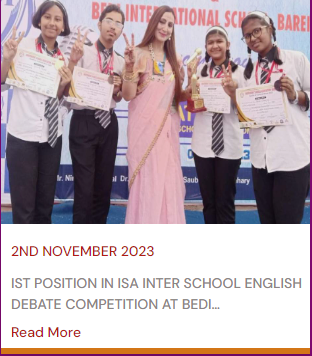 BEDI INTERNATIONAL SCHOOL, BAREI
2ND NOVEMBER 2023
IST POSITION IN ISA INTER SCHOOL ENGLISH
DEBATE COMPETITION AT BEDI...
Read More